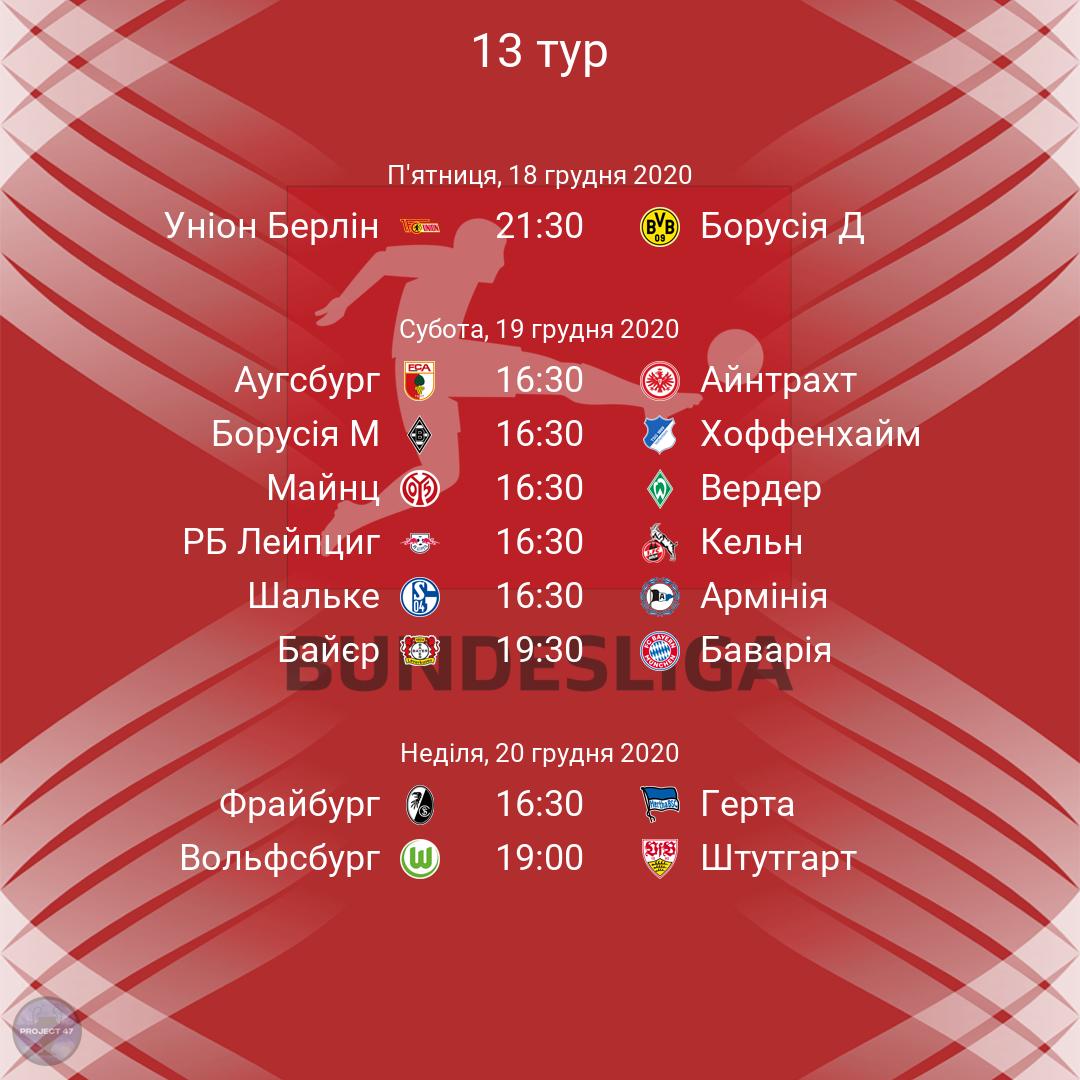 13 тур
П'ятниця, 18 грудня 2020
Уніон Берлін 21:30 Борусія Д
Субота, 19 грудня 2020
Аугсбург 16:30 Айнтрахт
Борусія М 16:30 Хоффенхайм
Майнц 16:30 Вердер
РБ Лейпциг 16:30 Кельн
Шальке 16:30 Армінія
Байєр 19:30 Баварія
BUNDESLIGA
Неділя, 20 грудня 2020
Фрайбург 16:30 Герта
Вольфсбург 19:00 Штутгарт
PROJECT 47